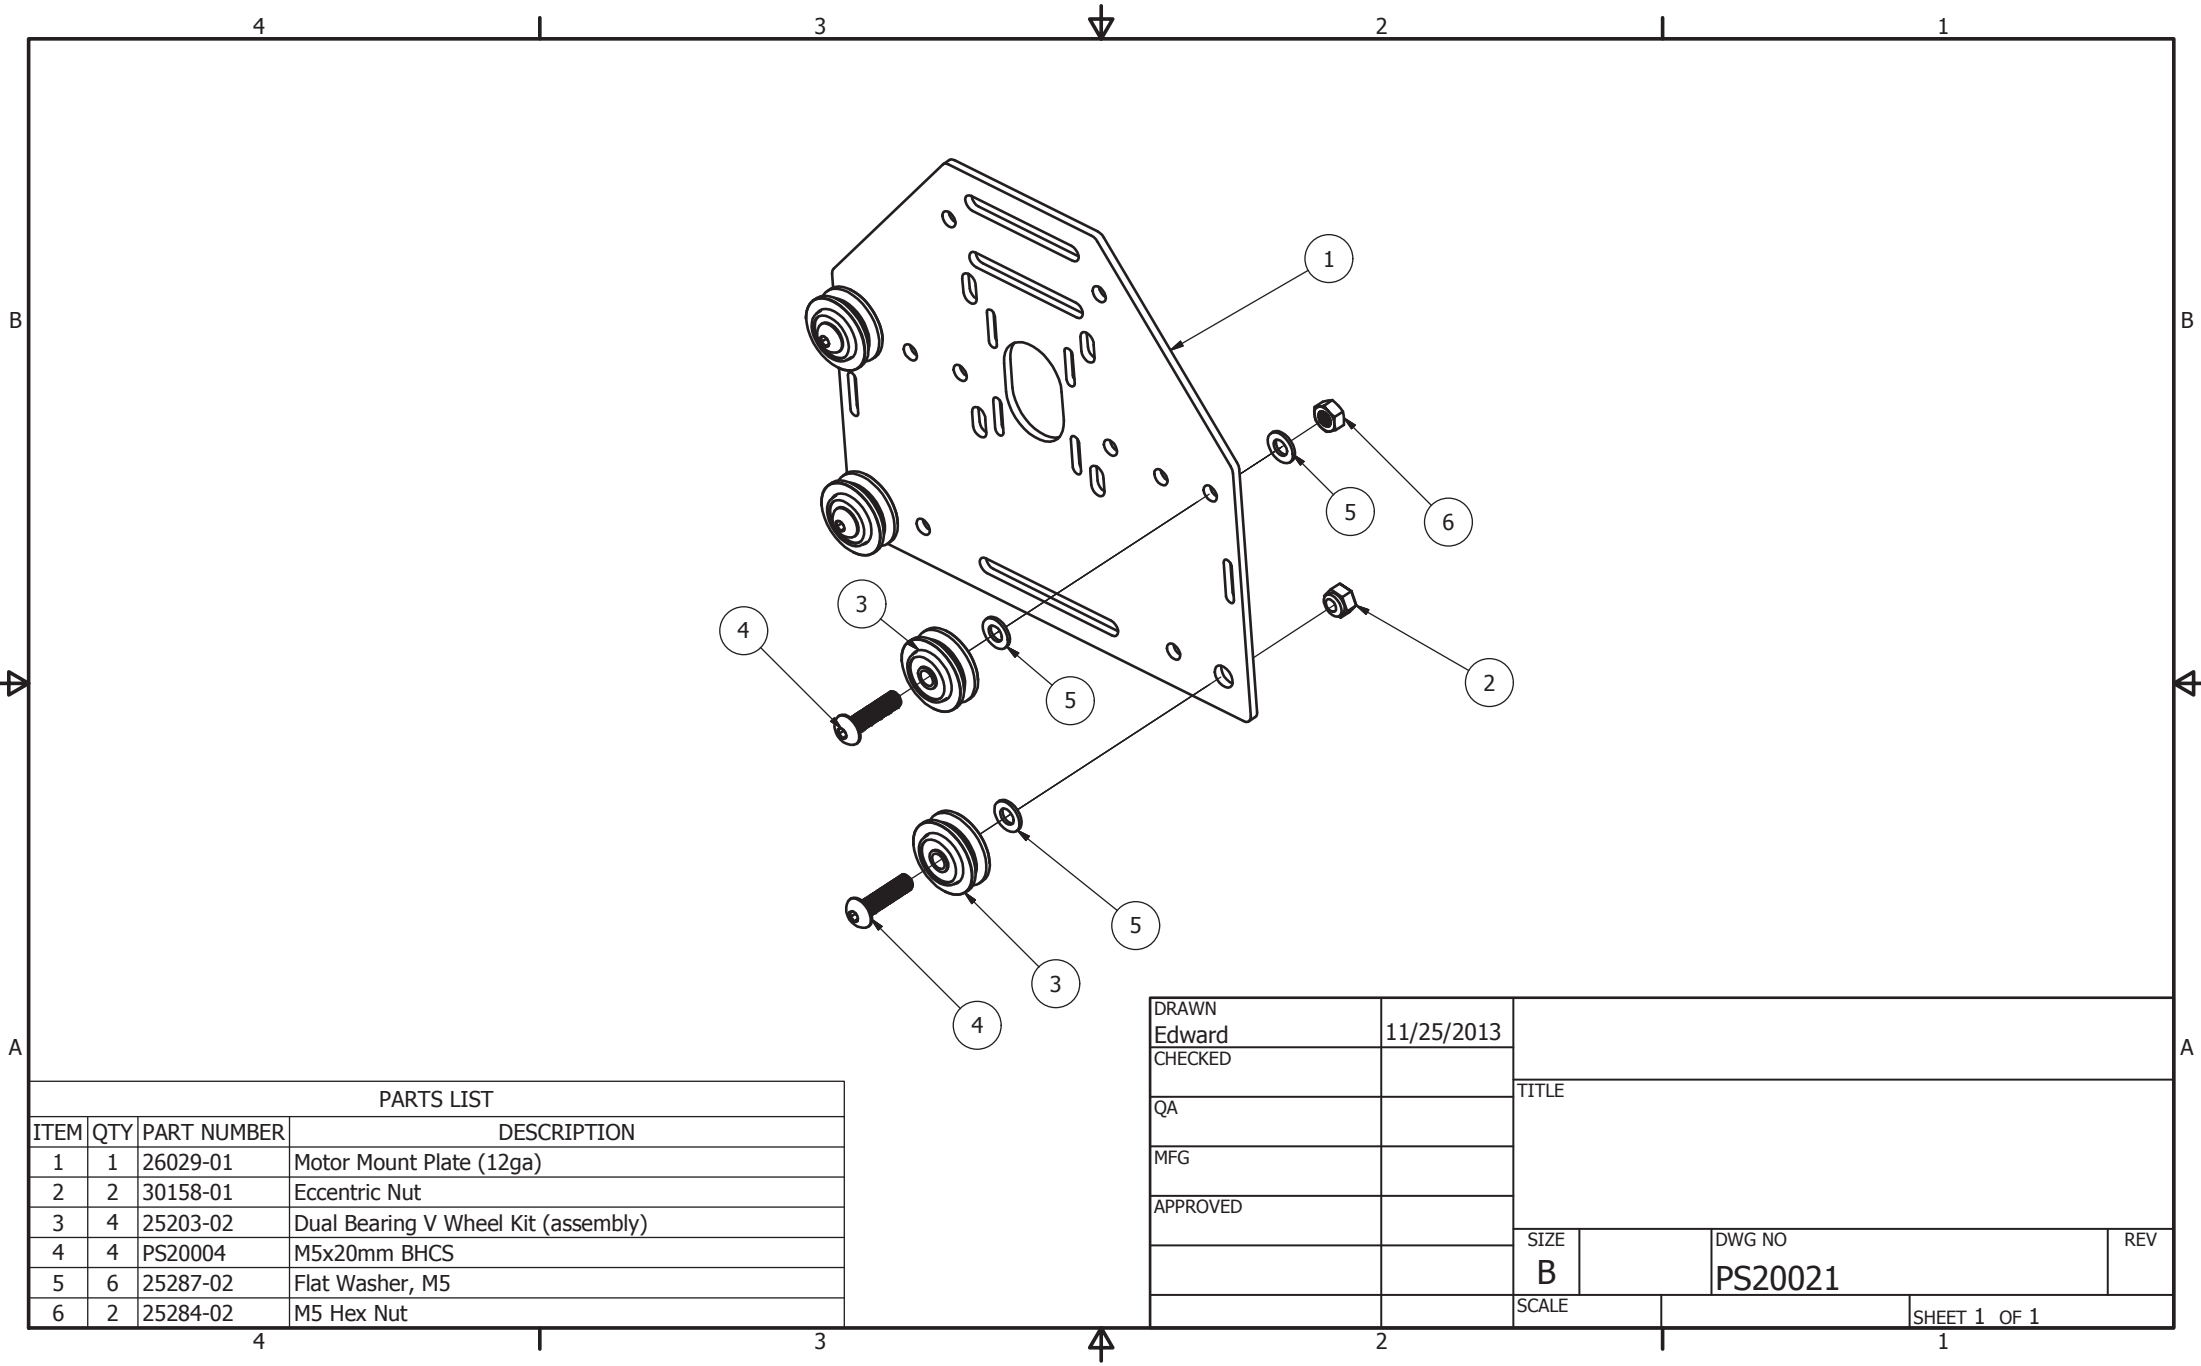 4 3 2 1
B B
1
5
6
3
4
5
2
5
3
4
A A
PARTS LIST
ITEM QTY PART NUMBER DESCRIPTION
1 1 26029-01 Motor Mount Plate (12ga)
2 2 30158-01 Eccentric Nut
3 4 25203-02 Dual Bearing V Wheel Kit (assembly)
4 4 PS20004 M5x20mm BHCS
5 6 25287-02 Flat Washer, M5
6 2 25284-02 M5 Hex Nut
DRAWN
Edward 11/25/2013
CHECKED
QA
MFG
APPROVED
TITLE
SIZE
B
DWG NO
PS20021
REV
SCALE
SHEET 1 OF 1
4 3 2 1